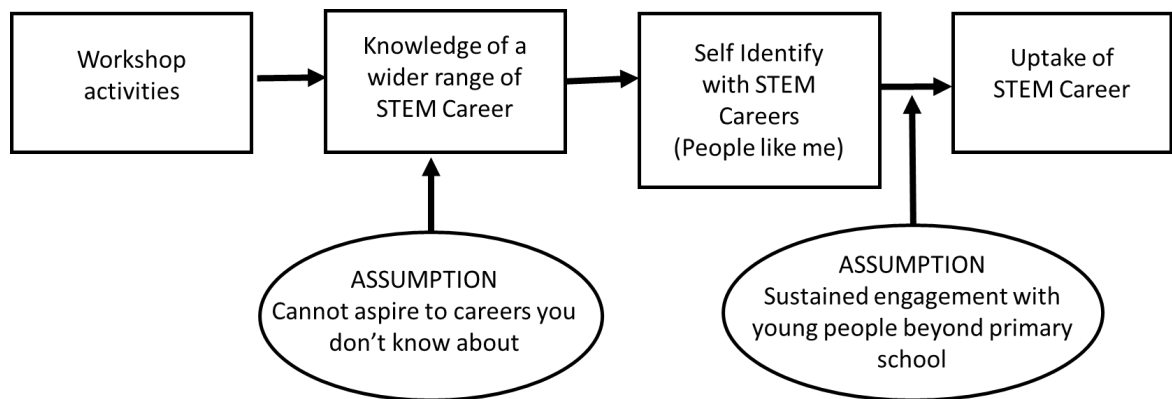 Workshop
activities
Knowledge of a
wider range of
STEM Career
Self Identify
with STEM
Careers
(People like me)
Uptake of
STEM Career
ASSUMPTION
Cannot aspire to careers you
don't know about
ASSUMPTION
Sustained engagement with
young people beyond primary
school